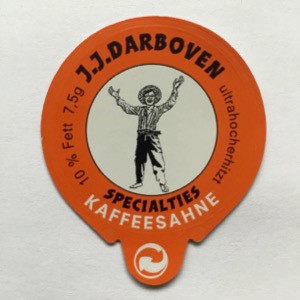 J.J.DARBOVEN
10 % Fett 7,5g
ultrahocherhitzt
SPECIALTIES
KAFFEESAHNE